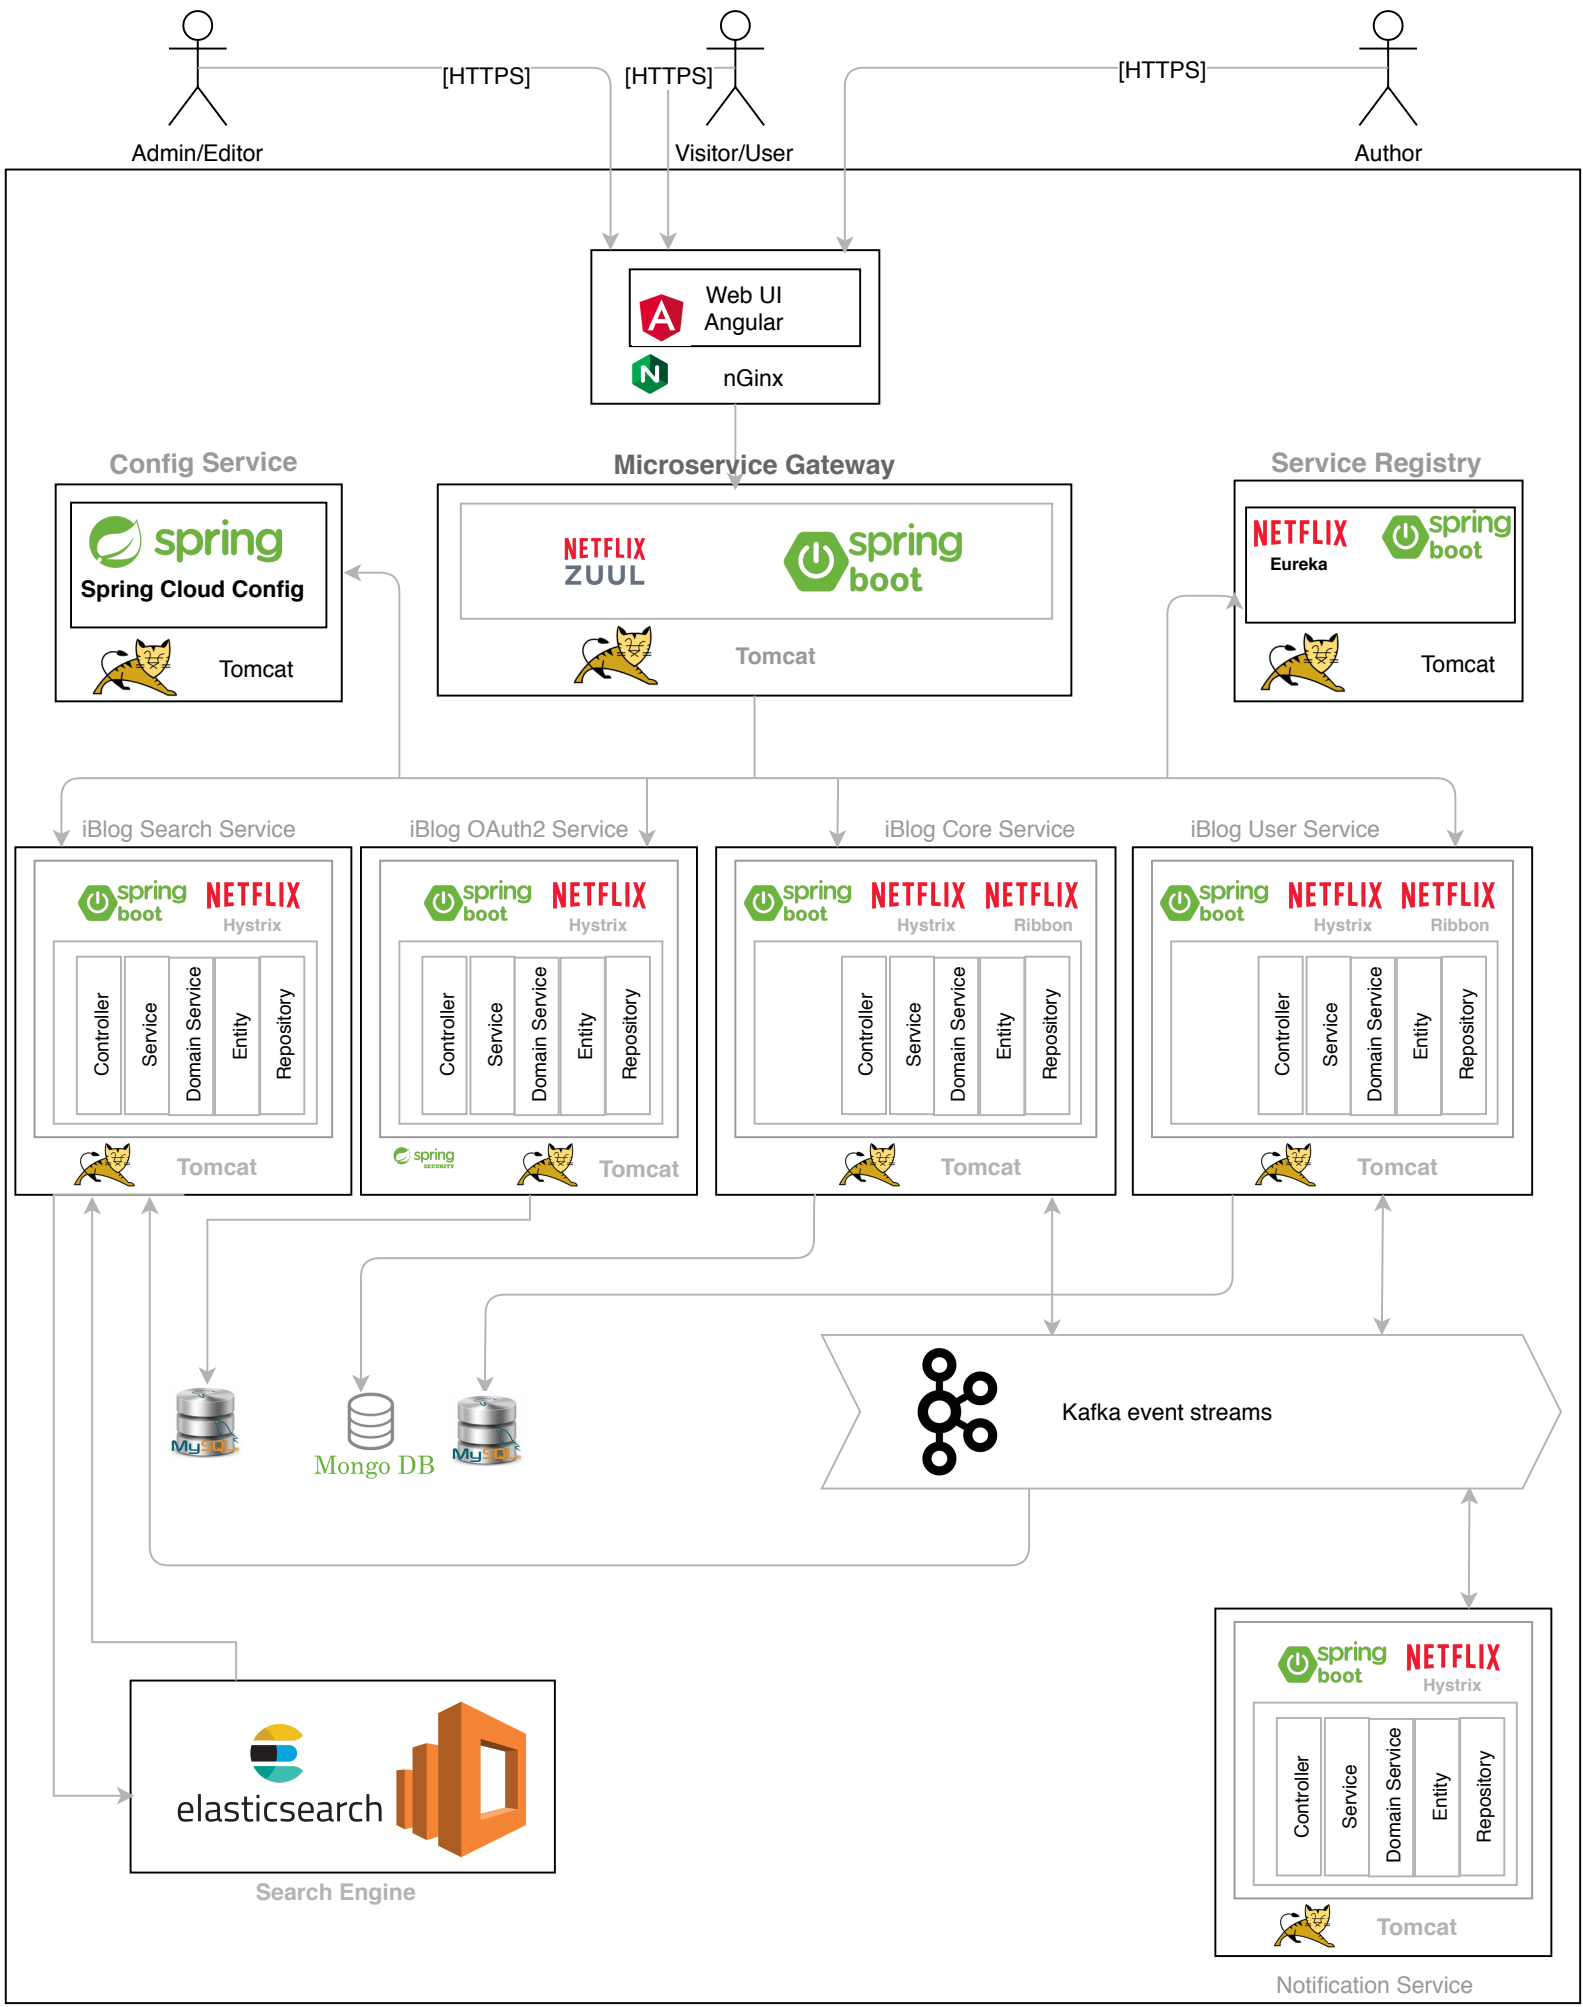 [HTTPS]
[HTTPS]
[HTTPS]
Admin/Editor
Visitor/User
Author
Web UI
Angular
nGinx
Config Service
Microservice Gateway
Service Registry
spring
Spring Cloud Config
Tomcat
NETFLIX
ZUUL
spring
boot
Tomcat
NETFLIX
Eureka
spring
boot
Tomcat
iBlog Search Service
iBlog OAuth2 Service
iBlog Core Service
iBlog User Service
spring
boot
NETFLIX
Hystrix
Controller
Service
Domain Service
Entity
Repository
Tomcat
spring
boot
NETFLIX
Hystrix
Controller
Service
Domain Service
Entity
Repository
spring
SECURITY
Tomcat
spring
boot
NETFLIX
Hystrix
NETFLIX
Ribbon
Controller
Service
Domain Service
Entity
Repository
Tomcat
spring
boot
NETFLIX
Hystrix
NETFLIX
Ribbon
Controller
Service
Domain Service
Entity
Repository
Tomcat
MySQL
Mongo DB
MySQL
Kafka event streams
elasticsearch
Search Engine
spring
boot
NETFLIX
Hystrix
Controller
Service
Domain Service
Entity
Repository
Tomcat
Notification Service